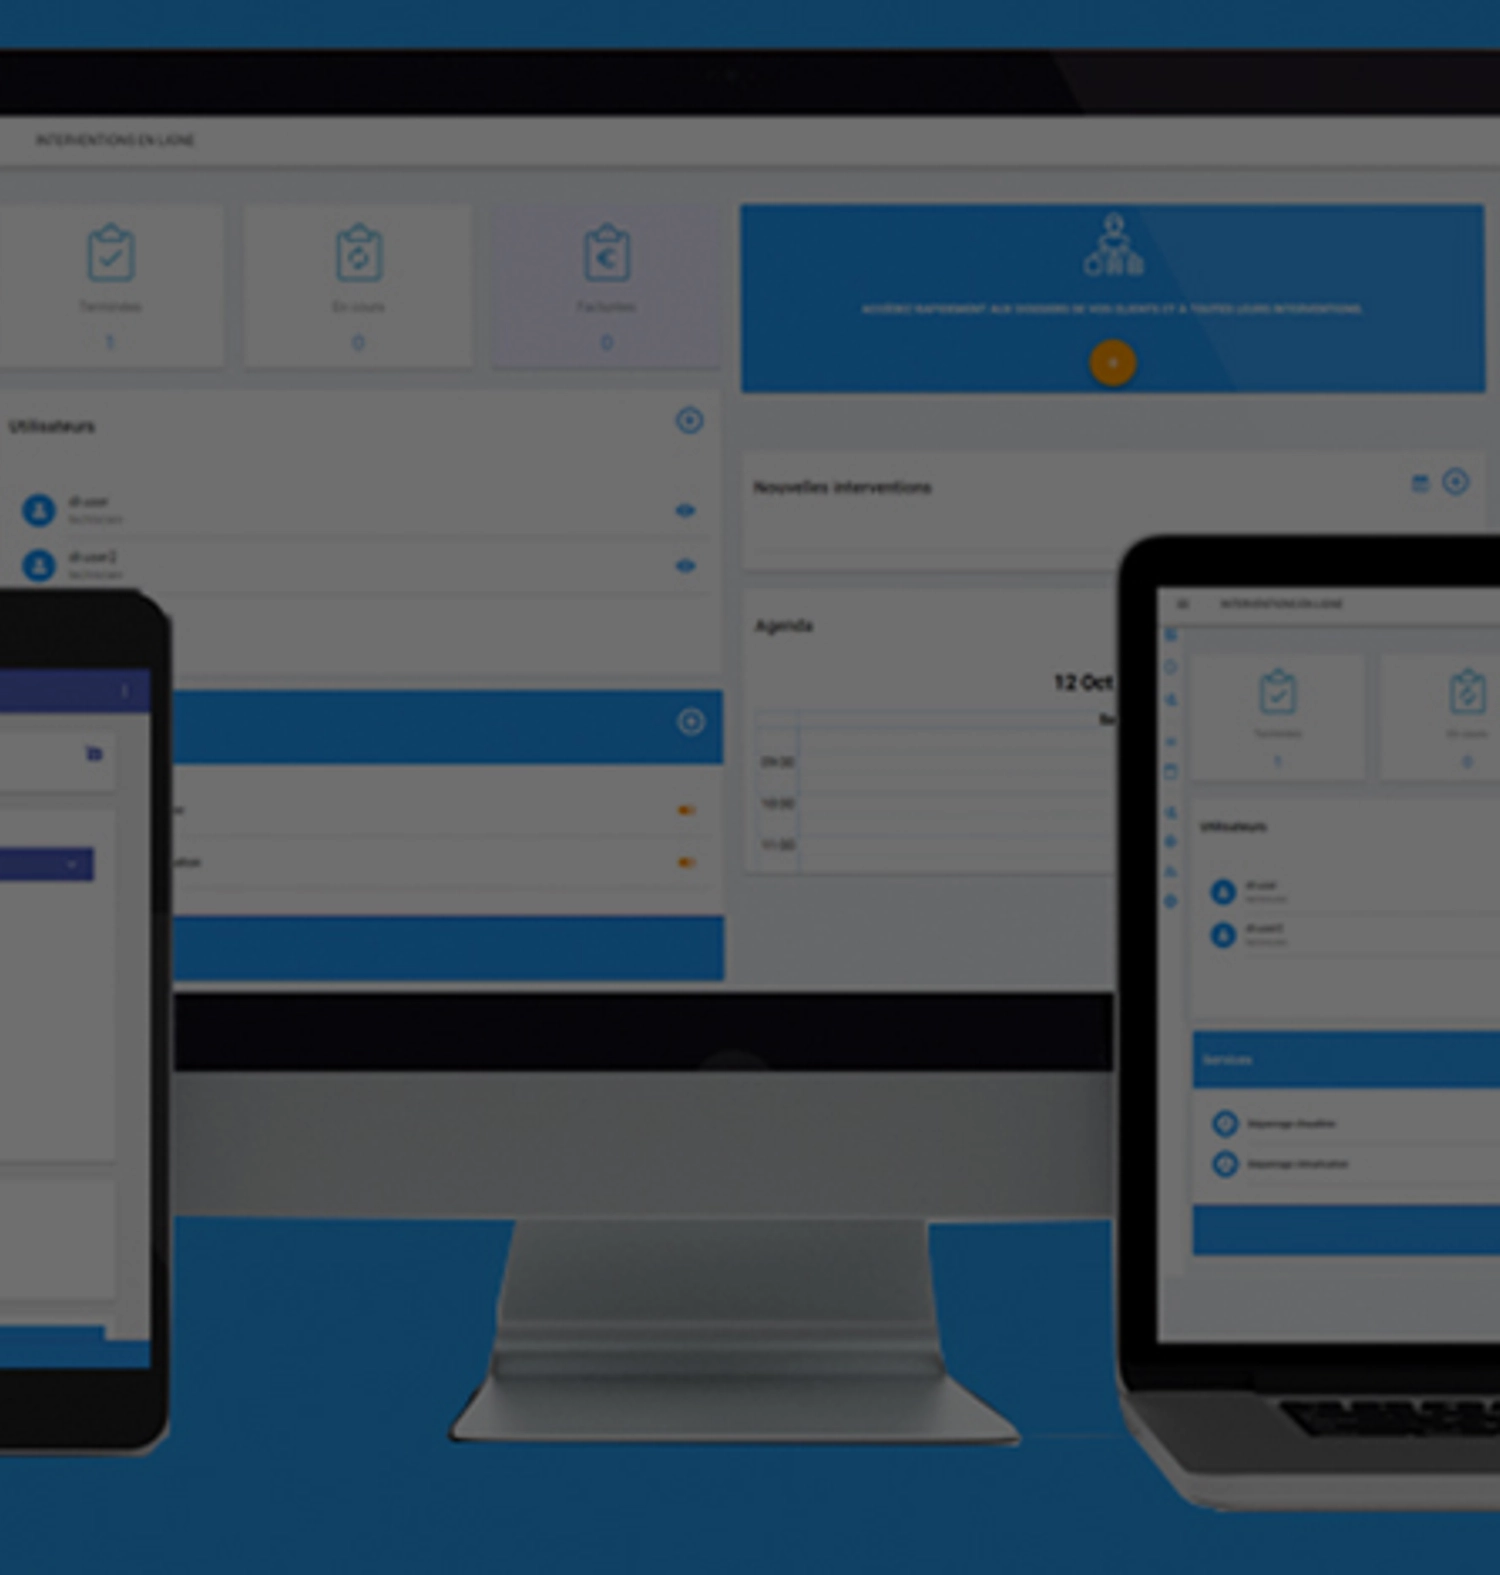 INTERVENTIONS EN LIGNE
Terminées
En cours
Facturées
1
0
0
ACCÉDEZ RAPIDEMENT AUX DOSSIERS DE VOS CLIENTS ET À TOUTES LEURS INTERVENTIONS.
Utilisateurs
di user
technicien
di user2
technicien
Nouvelles interventions
Agenda
12 Oct
09:00
10:00
11:00
INTERVENTIONS EN LIGNE
Terminées
En cours
1
0
Utilisateurs
di user
technicien
di user2
technicien
Services
Dépannage chaudière
Dépannage climatisation